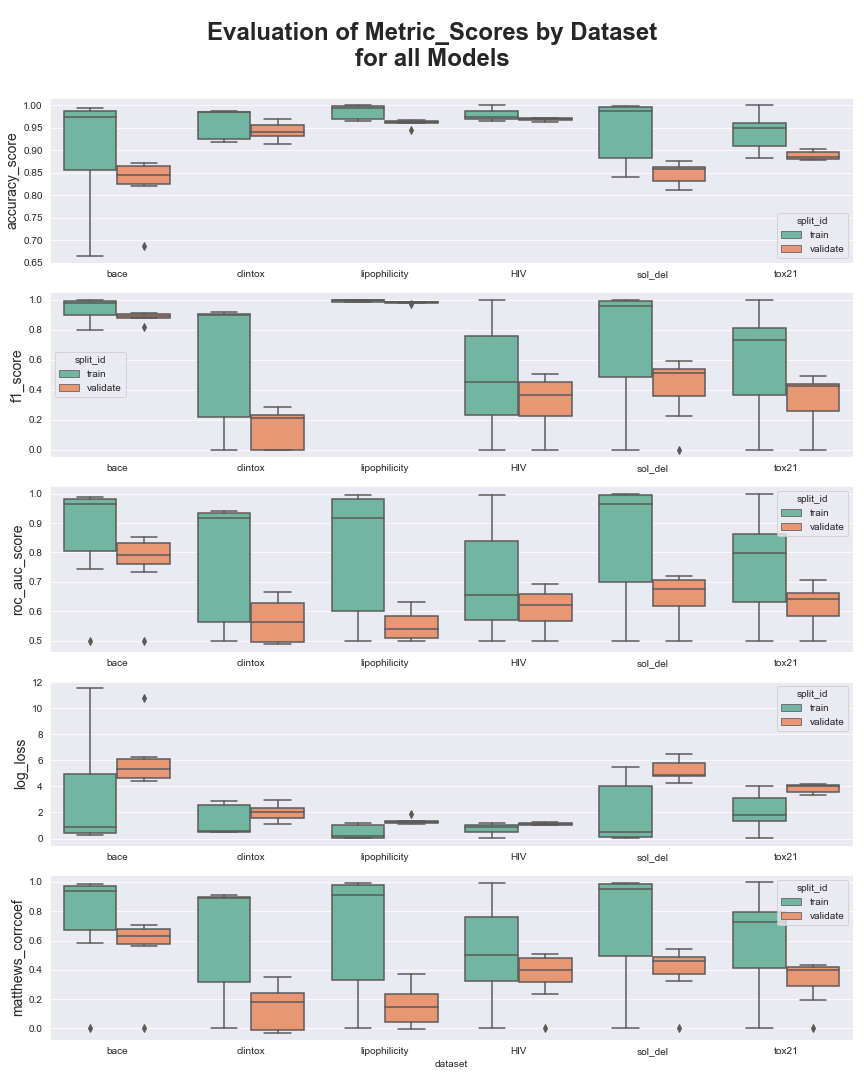 Evaluation of Metric_Scores by Dataset
for all Models
accuracy_score
1.00
0.95
0.90
0.85
0.80
0.75
0.70
0.65
split_id
train
validate
bace clintox lipophilicity HIV sol_del tox21
f1_score
1.0
0.8
0.6
0.4
0.2
0.0
split_id
train
validate
bace clintox lipophilicity HIV sol_del tox21
roc_auc_score
1.0
0.9
0.8
0.7
0.6
0.5
split_id
train
validate
bace clintox lipophilicity HIV sol_del tox21
log_loss
12
10
8
6
4
2
0
split_id
train
validate
bace clintox lipophilicity HIV sol_del tox21
matthews_corrcoef
1.0
0.8
0.6
0.4
0.2
0.0
split_id
train
validate
bace clintox lipophilicity HIV sol_del tox21
dataset